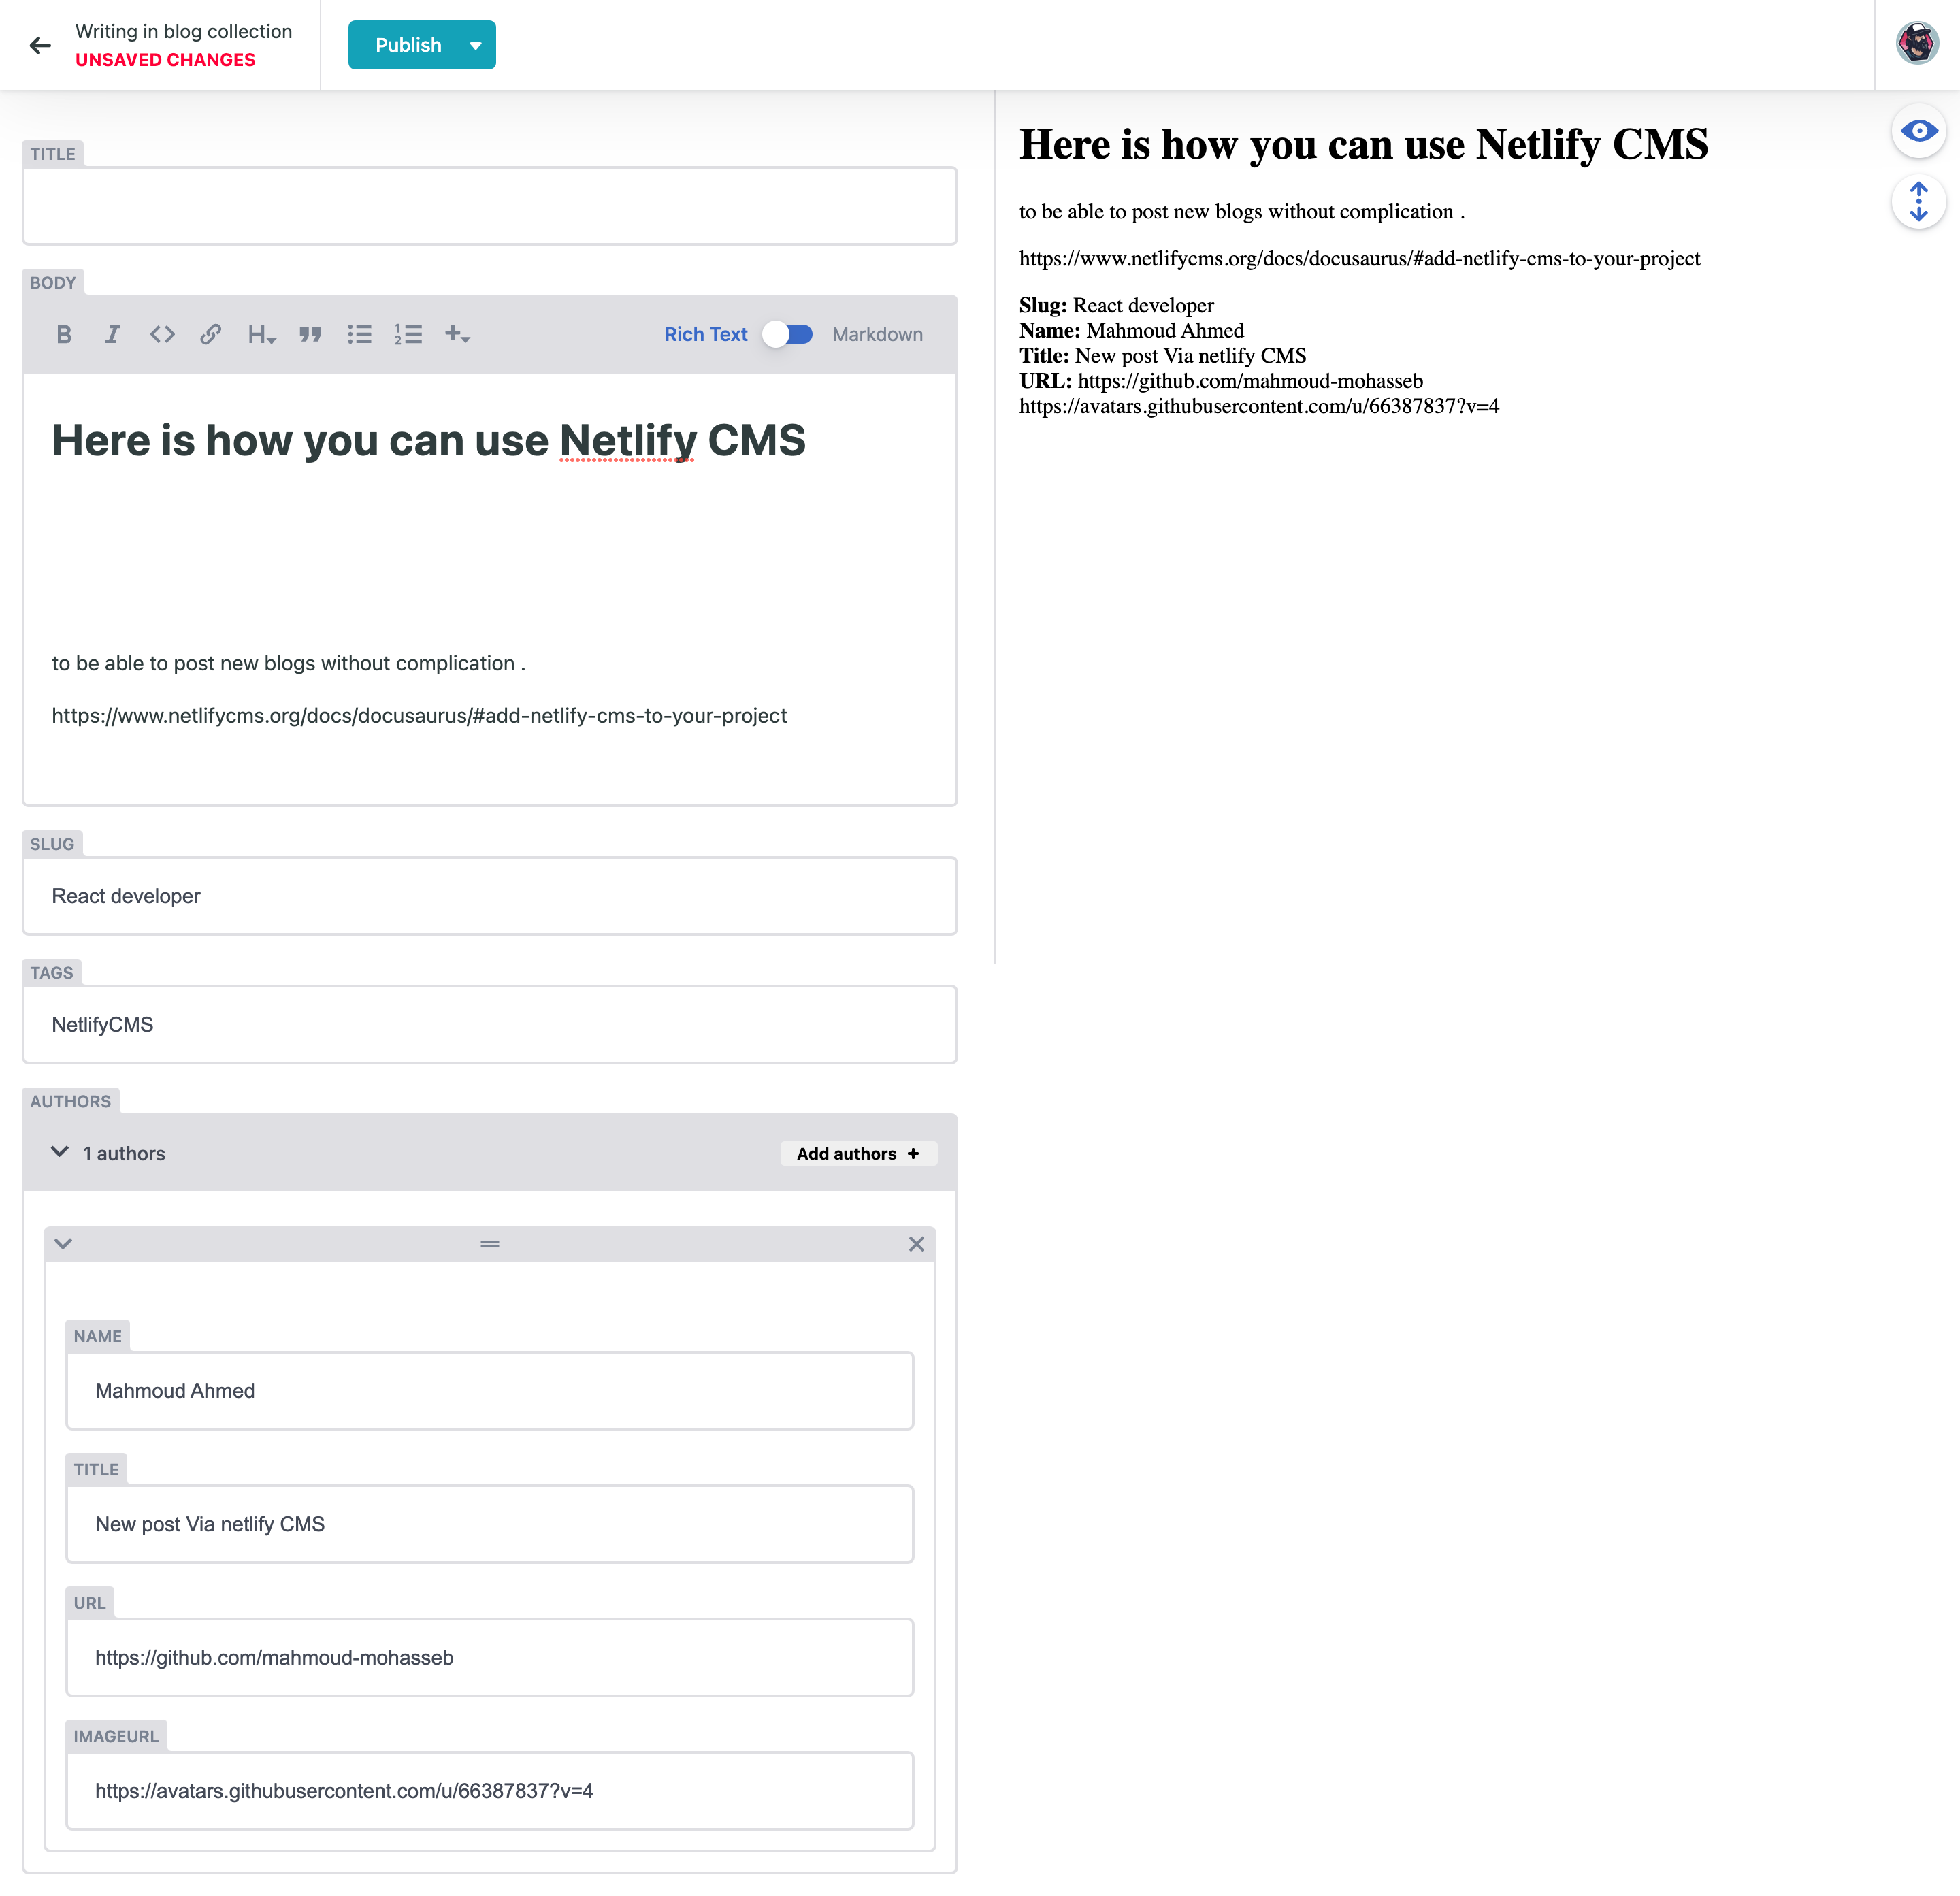 Writing in blog collection
UNSAVED CHANGES
Publish
TITLE
BODY
B I H Rich Text Markdown
Here is how you can use Netlify CMS
to be able to post new blogs without complication .
https://www.netlifycms.org/docs/docusaurus/#add-netlify-cms-to-your-project
SLUG
React developer
TAGS
NetlifyCMS
AUTHORS
1 authors
Add authors +
NAME
Mahmoud Ahmed
TITLE
New post Via netlify CMS
URL
https://github.com/mahmoud-mohasseb
IMAGEURL
https://avatars.githubusercontent.com/u/66387837?v=4
Here is how you can use Netlify CMS
to be able to post new blogs without complication .
https://www.netlifycms.org/docs/docusaurus/#add-netlify-cms-to-your-project
Slug: React developer
Name: Mahmoud Ahmed
Title: New post Via netlify CMS
URL: https://github.com/mahmoud-mohasseb
https://avatars.githubusercontent.com/u/66387837?v=4